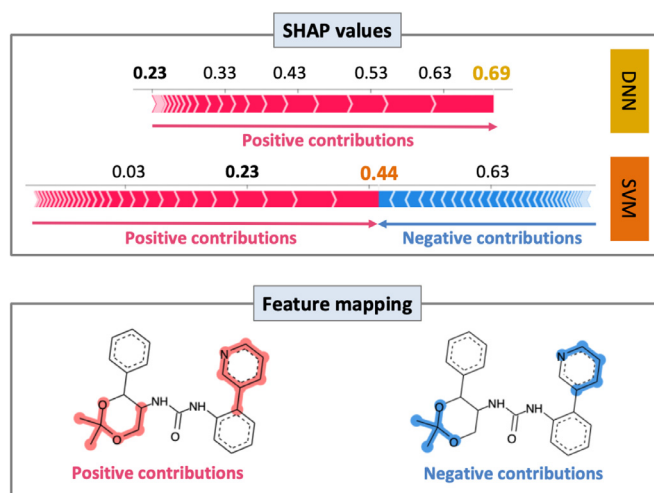 SHAP values
0.23 0.33 0.43 0.53 0.63 0.69
DNN
Positive contributions
0.03 0.23 0.44 0.63
SVM
Positive contributions Negative contributions
Feature mapping
N N
O NH NH O NH NH
O O O O
Positive contributions Negative contributions